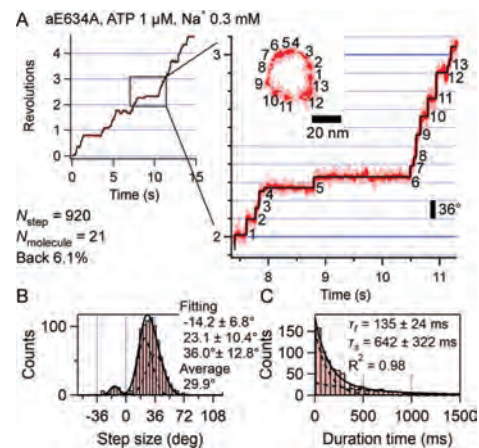 A aE634A, ATP 1 μM, Na⁺ 0.3 mM
Revolutions
4
3
2
1
0
0 5 10 15
Time (s)
N step = 920
N molecule = 21
Back 6.1%
3
2
7 6 5 4 3
8 2
9 1
10 11 12 13
20 nm
1
2
3
4
5
6
7
8
9
10
11
12
13
36°
8 9 10 11
Time (s)
B
Counts
100
50
0
-36 0 36 72 108
Step size (deg)
Fitting
-14.2 ± 6.8°
23.1 ± 10.4°
36.0° ± 12.8°
Average
29.9°
C
Counts
150
100
50
0
0 500 1000 1500
Duration time (ms)
τf = 135 ± 24 ms
τs = 642 ± 322 ms
R² = 0.98